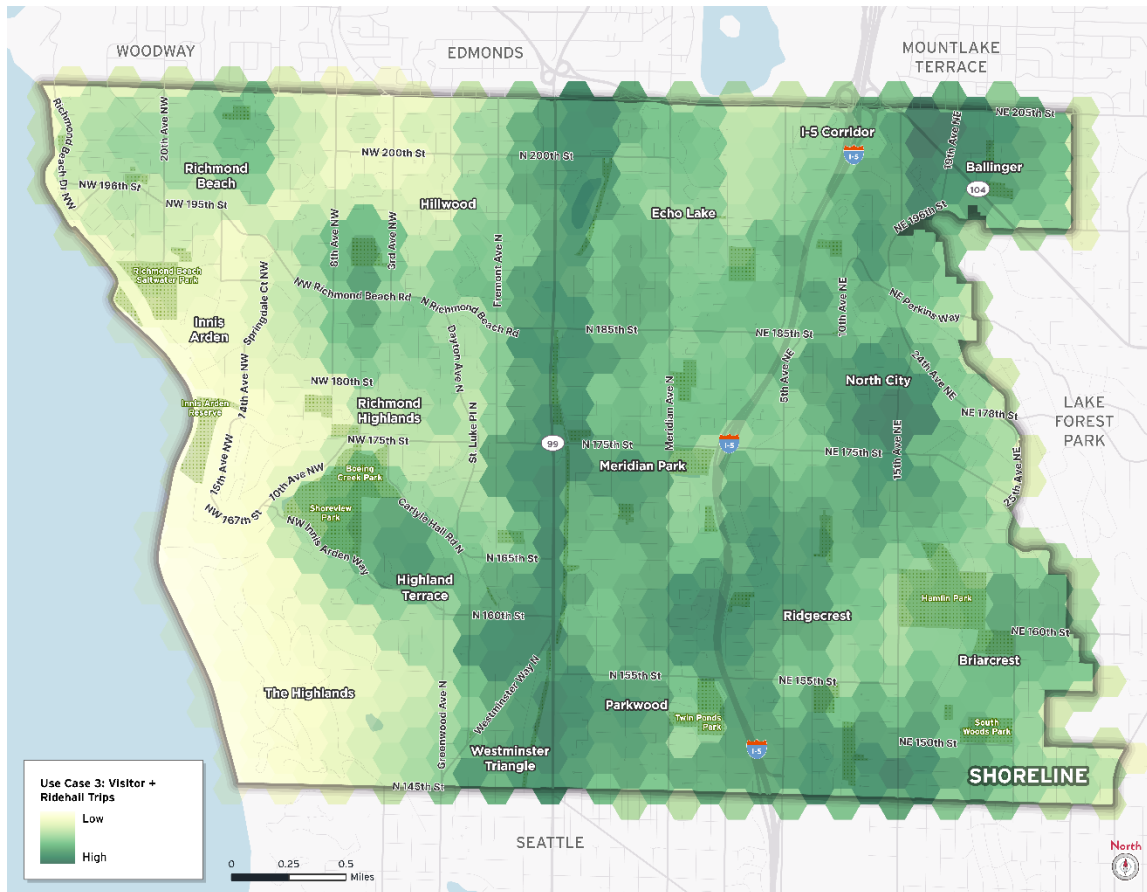 WOODWAY
EDMONDS
MOUNTLAKE
TERRACE
Richmond Beach Dr NW
20th Ave NW
NE 205th St
I-5 Corridor
19th Ave NE
I-5
Ballinger
NW 200th St
N 200th St
Richmond
Beach
NW 196th St
104
NW 195th St
Hillwood
Echo Lake
NE 196th St
8th Ave NW
3rd Ave NW
Fremont Ave N
Richmond Beach
Saltwater Park
NW Richmond Beach Rd
N Richmond Beach Rd
NE Perkins Way
Innis
Arden
Springdale Ct NW
N 185th St
NE 185th St
10th Ave NE
Dayton Ave N
5th Ave NE
24th Ave NE
NW 180th St
North City
Meridian Ave N
14th Ave NW
Innis Arden
Reserve
Richmond
Highlands
St Luke Pl N
NE 178th St
LAKE
FOREST
PARK
NW 175th St
99
N 175th St
I-5
NE 175th St
15th Ave NE
Meridian Park
15th Ave NW
10th Ave NW
Boeing
Creek Park
25th Ave NE
NW 167th St
Shoreview
Park
Carlyle Hall Rd N
NW Innis Arden Way
N 165th St
Highland
Terrace
Hamlin Park
N 160th St
Ridgecrest
NE 160th St
Briarcrest
N 155th St
NE 155th St
The Highlands
Greenwood Ave N
Westminster Way N
Parkwood
Twin Ponds
Park
South
Woods Park
Westminster
Triangle
I-5
NE 150th St
SHORELINE
N 145th St
Use Case 3: Visitor +
Ridehail Trips
Low
High
SEATTLE
North
0
0.25
0.5
Miles